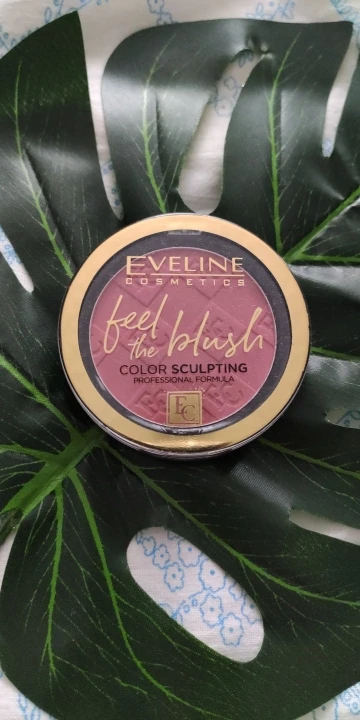 EVELINE
COSMETICS
feel
the blush
COLOR SCULPTING
PROFESSIONAL FORMULA
EC